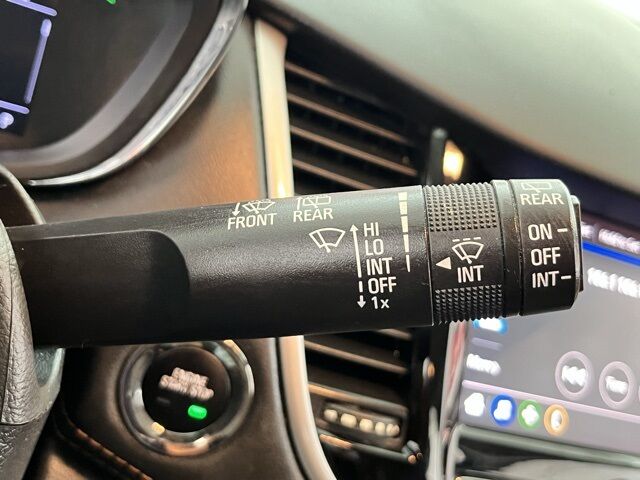 FRONT
REAR
HI
LO
INT
OFF
1x
INT
REAR
ON
OFF
INT